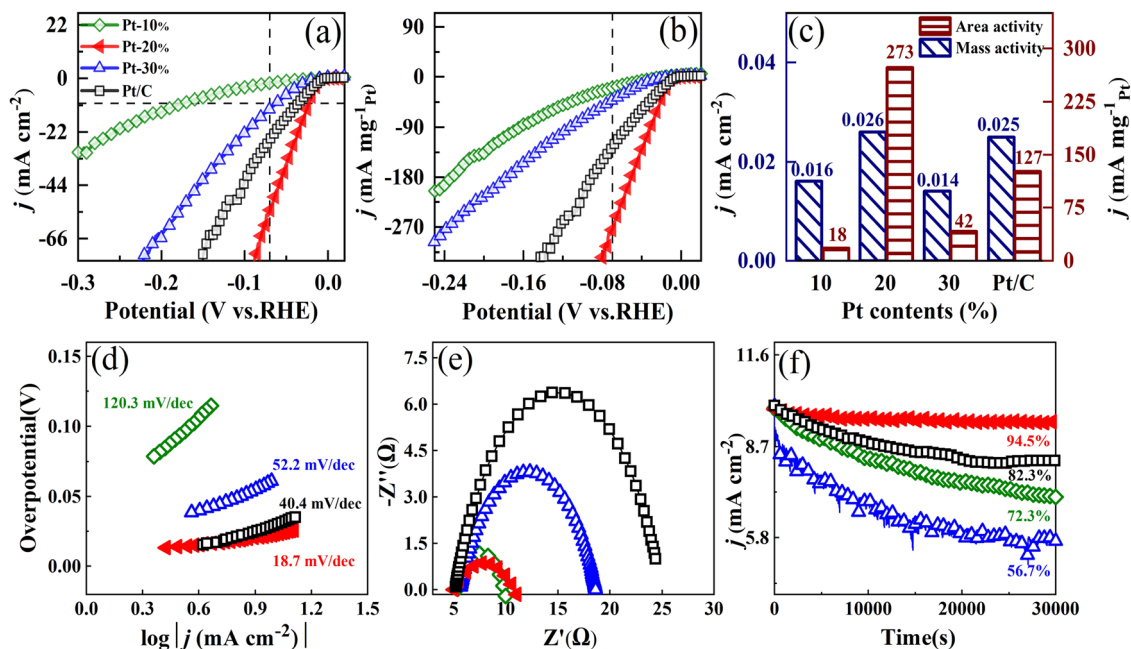 (a)
22
0
-22
-44
-66
j (mA cm-2)
Pt-10%
Pt-20%
Pt-30%
Pt/C
-0.3 -0.2 -0.1 0.0
Potential (V vs.RHE)
(b)
90
0
-90
-180
-270
j (mA mg-1Pt)
-0.24 -0.16 -0.08 0.00
Potential (V vs.RHE)
(c)
Area activity
Mass activity
0.04
0.02
0.00
j (mA cm-2)
0.016 18 0.026 273 0.014 42 0.025 127
300
225
150
75
0
j (mA mg-1Pt)
10 20 30 Pt/C
Pt contents (%)
(d)
0.15
0.10
0.05
0.00
Overpotential(V)
120.3 mV/dec
52.2 mV/dec
40.4 mV/dec
18.7 mV/dec
0.0 0.3 0.6 0.9 1.2 1.5
log |j (mA cm-2)|
(e)
7.5
6.0
4.5
3.0
1.5
0.0
-Z''(Ω)
0 5 10 15 20 25 30
Z'(Ω)
(f)
11.6
8.7
5.8
j (mA cm-2)
94.5%
82.3%
72.3%
56.7%
0 10000 20000 30000
Time(s)